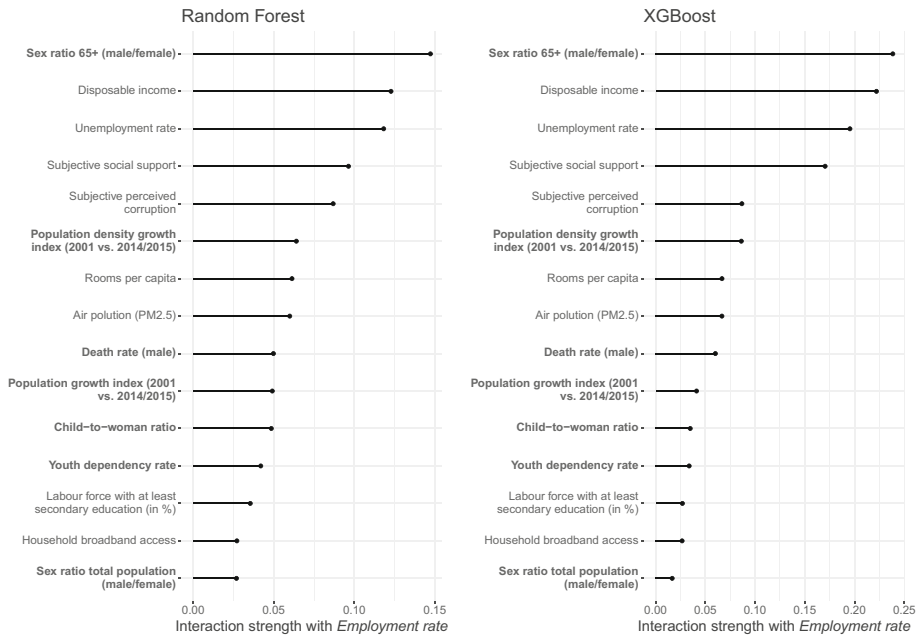 Random Forest
Sex ratio 65+ (male/female)
Disposable income
Unemployment rate
Subjective social support
Subjective perceived
corruption
Population density growth
index (2001 vs. 2014/2015)
Rooms per capita
Air polution (PM2.5)
Death rate (male)
Population growth index (2001
vs. 2014/2015)
Child−to−woman ratio
Youth dependency rate
Labour force with at least
secondary education (in %)
Household broadband access
Sex ratio total population
(male/female)
0.00 0.05 0.10 0.15
Interaction strength with Employment rate
XGBoost
Sex ratio 65+ (male/female)
Disposable income
Unemployment rate
Subjective social support
Subjective perceived
corruption
Population density growth
index (2001 vs. 2014/2015)
Rooms per capita
Air polution (PM2.5)
Death rate (male)
Population growth index (2001
vs. 2014/2015)
Child−to−woman ratio
Youth dependency rate
Labour force with at least
secondary education (in %)
Household broadband access
Sex ratio total population
(male/female)
0.00 0.05 0.10 0.15 0.20 0.25
Interaction strength with Employment rate